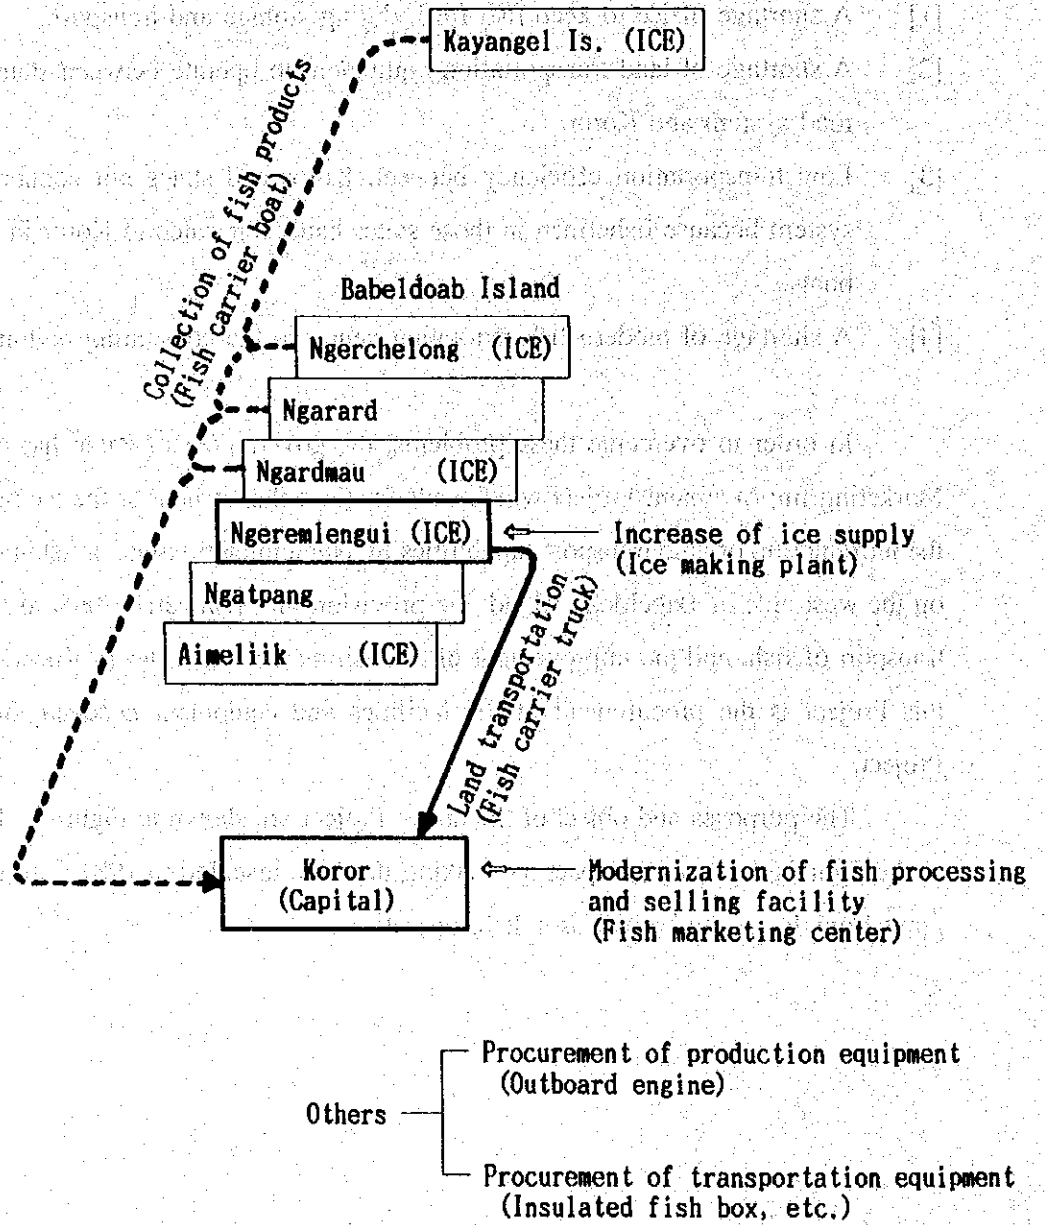 Kayangel Is. (ICE)
Collection of fish products
(Fish carrier boat)
Babeldoab Island
Ngerchelong (ICE)
Ngarard
Ngardmau (ICE)
Ngeremlengui (ICE)
Increase of ice supply
(Ice making plant)
Ngatpang
Aimeliik (ICE)
Land transportation
(Fish carrier truck)
Koror
(Capital)
Modernization of fish processing
and selling facility
(Fish marketing center)
Others
Procurement of production equipment
(Outboard engine)
Procurement of transportation equipment
(Insulated fish box, etc.)